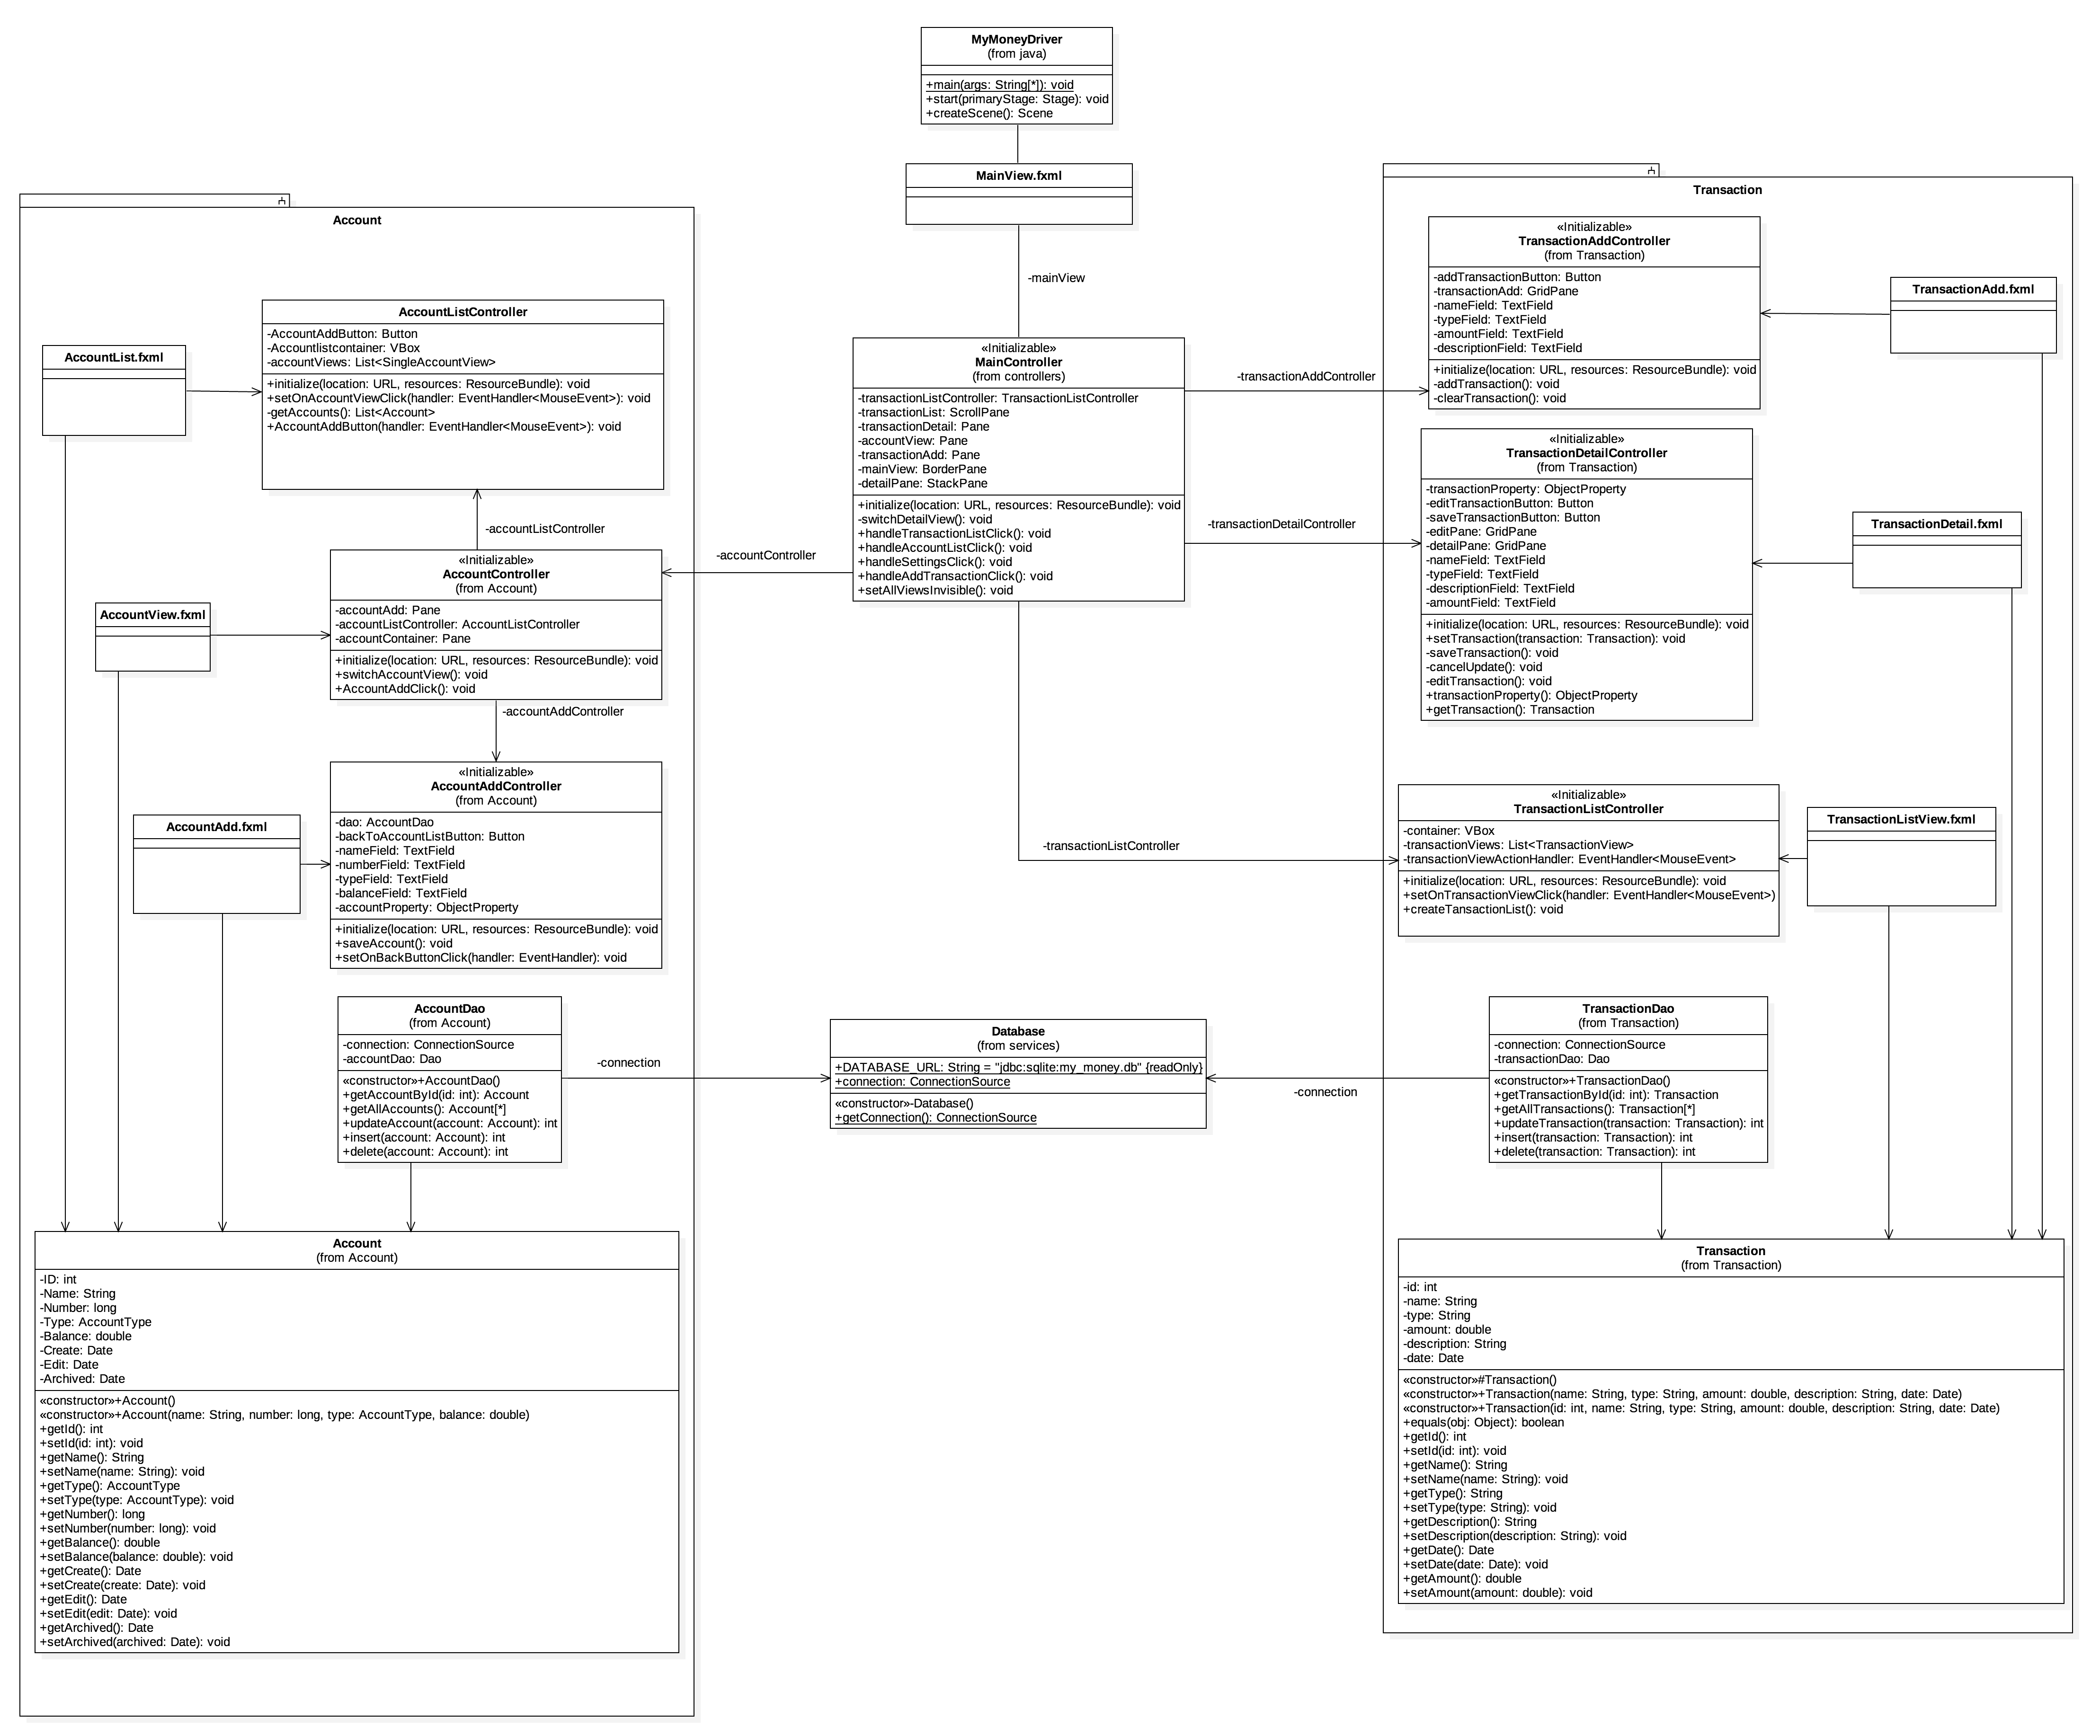 MyMoneyDriver
(from java)
+main(args: String[*]): void
+start(primaryStage: Stage): void
+createScene(): Scene
MainView.fxml
-mainView
«Initializable»
MainController
(from controllers)
-transactionListController: TransactionListController
-transactionList: ScrollPane
-transactionDetail: Pane
-accountView: Pane
-transactionAdd: Pane
-mainView: BorderPane
-detailPane: StackPane
+initialize(location: URL, resources: ResourceBundle): void
-switchDetailView(): void
+handleTransactionListClick(): void
+handleAccountListClick(): void
+handleSettingsClick(): void
+handleAddTransactionClick(): void
+setAllViewsInvisible(): void
-accountController
-transactionAddController
-transactionDetailController
-transactionListController
Account
AccountList.fxml
AccountListController
-AccountAddButton: Button
-Accountlistcontainer: VBox
-accountViews: List<SingleAccountView>
+initialize(location: URL, resources: ResourceBundle): void
+setOnAccountViewClick(handler: EventHandler<MouseEvent>): void
-getAccounts(): List<Account>
+AccountAddButton(handler: EventHandler<MouseEvent>): void
-accountListController
AccountView.fxml
«Initializable»
AccountController
(from Account)
-accountAdd: Pane
-accountListController: AccountListController
-accountContainer: Pane
+initialize(location: URL, resources: ResourceBundle): void
+switchAccountView(): void
+AccountAddClick(): void
-accountAddController
AccountAdd.fxml
«Initializable»
AccountAddController
(from Account)
-dao: AccountDao
-backToAccountListButton: Button
-nameField: TextField
-numberField: TextField
-typeField: TextField
-balanceField: TextField
-accountProperty: ObjectProperty
+initialize(location: URL, resources: ResourceBundle): void
+saveAccount(): void
+setOnBackButtonClick(handler: EventHandler): void
AccountDao
(from Account)
-connection: ConnectionSource
-accountDao: Dao
«constructor»+AccountDao()
+getAccountById(id: int): Account
+getAllAccounts(): Account[*]
+updateAccount(account: Account): int
+insert(account: Account): int
+delete(account: Account): int
-connection
Database
(from services)
+DATABASE_URL: String = "jdbc:sqlite:my_money.db" {readOnly}
+connection: ConnectionSource
«constructor»-Database()
+getConnection(): ConnectionSource
-connection
Account
(from Account)
-ID: int
-Name: String
-Number: long
-Type: AccountType
-Balance: double
-Create: Date
-Edit: Date
-Archived: Date
«constructor»+Account()
«constructor»+Account(name: String, number: long, type: AccountType, balance: double)
+getId(): int
+setId(id: int): void
+getName(): String
+setName(name: String): void
+getType(): AccountType
+setType(type: AccountType): void
+getNumber(): long
+setNumber(number: long): void
+getBalance(): double
+setBalance(balance: double): void
+getCreate(): Date
+setCreate(create: Date): void
+getEdit(): Date
+setEdit(edit: Date): void
+getArchived(): Date
+setArchived(archived: Date): void
Transaction
«Initializable»
TransactionAddController
(from Transaction)
-addTransactionButton: Button
-transactionAdd: GridPane
-nameField: TextField
-typeField: TextField
-amountField: TextField
-descriptionField: TextField
+initialize(location: URL, resources: ResourceBundle): void
-addTransaction(): void
-clearTransaction(): void
TransactionAdd.fxml
«Initializable»
TransactionDetailController
(from Transaction)
-transactionProperty: ObjectProperty
-editTransactionButton: Button
-saveTransactionButton: Button
-editPane: GridPane
-detailPane: GridPane
-nameField: TextField
-typeField: TextField
-descriptionField: TextField
-amountField: TextField
+initialize(location: URL, resources: ResourceBundle): void
+setTransaction(transaction: Transaction): void
-saveTransaction(): void
-cancelUpdate(): void
-editTransaction(): void
+transactionProperty(): ObjectProperty
+getTransaction(): Transaction
TransactionDetail.fxml
«Initializable»
TransactionListController
-container: VBox
-transactionViews: List<TransactionView>
-transactionViewActionHandler: EventHandler<MouseEvent>
+initialize(location: URL, resources: ResourceBundle): void
+setOnTransactionViewClick(handler: EventHandler<MouseEvent>)
+createTansactionList(): void
TransactionListView.fxml
TransactionDao
(from Transaction)
-connection: ConnectionSource
-transactionDao: Dao
«constructor»+TransactionDao()
+getTransactionById(id: int): Transaction
+getAllTransactions(): Transaction[*]
+updateTransaction(transaction: Transaction): int
+insert(transaction: Transaction): int
+delete(transaction: Transaction): int
Transaction
(from Transaction)
-id: int
-name: String
-type: String
-amount: double
-description: String
-date: Date
«constructor»#Transaction()
«constructor»+Transaction(name: String, type: String, amount: double, description: String, date: Date)
«constructor»+Transaction(id: int, name: String, type: String, amount: double, description: String, date: Date)
+equals(obj: Object): boolean
+getId(): int
+setId(id: int): void
+getName(): String
+setName(name: String): void
+getType(): String
+setType(type: String): void
+getDescription(): String
+setDescription(description: String): void
+getDate(): Date
+setDate(date: Date): void
+getAmount(): double
+setAmount(amount: double): void